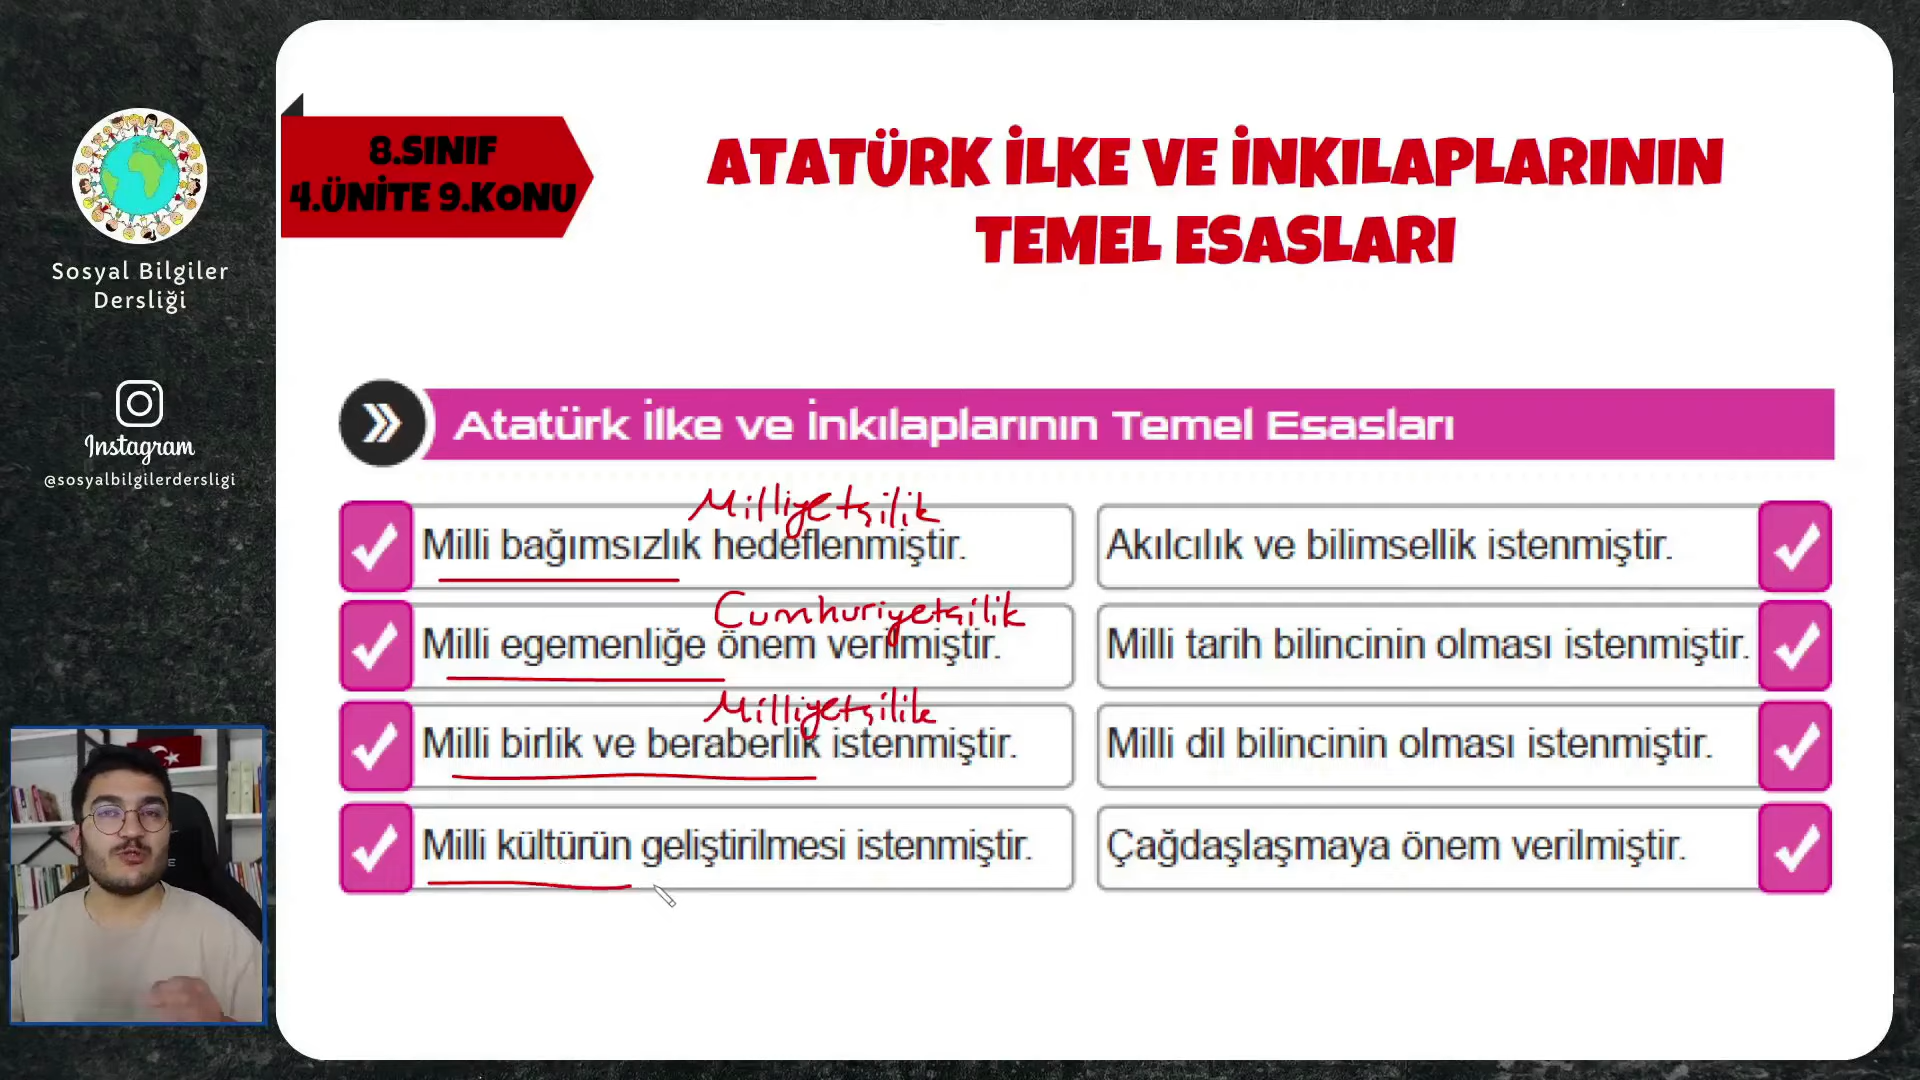 8.SINIF
4.ÜNİTE 9.KONU
ATATÜRK İLKE VE İNKILAPLARININ
TEMEL ESASLARI
Sosyal Bilgiler
Dersliği
Instagram
@sosyalbilgilerdersligi
Atatürk İlke ve İnkılaplarının Temel Esasları
Milliyetçilik
Milli bağımsızlık hedeflenmiştir.
Cumhuriyetçilik
Milli egemenliğe önem verilmiştir.
Milliyetçilik
Milli birlik ve beraberlik istenmiştir.
Milli kültürün geliştirilmesi istenmiştir.
Akılcılık ve bilimsellik istenmiştir.
Milli tarih bilincinin olması istenmiştir.
Milli dil bilincinin olması istenmiştir.
Çağdaşlaşmaya önem verilmiştir.